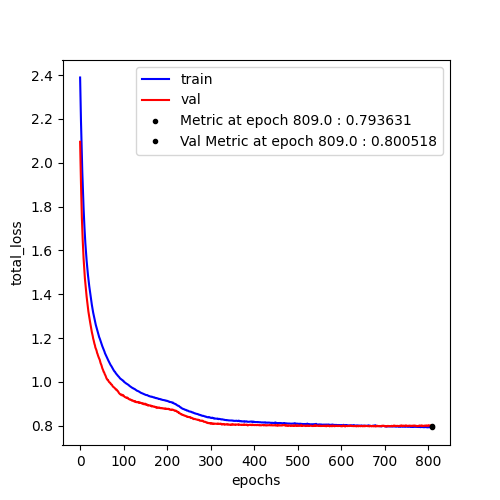 train
val
Metric at epoch 809.0 : 0.793631
Val Metric at epoch 809.0 : 0.800518
total_loss
2.4
2.2
2.0
1.8
1.6
1.4
1.2
1.0
0.8
0 100 200 300 400 500 600 700 800
epochs